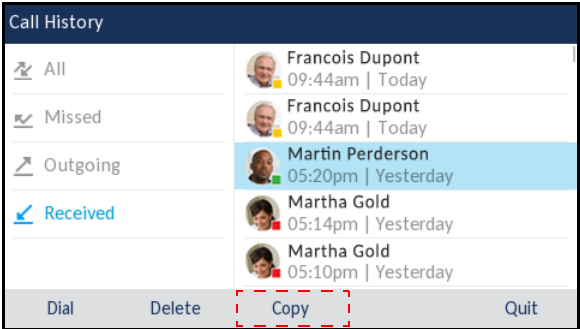 Call History
All
Missed
Outgoing
Received
Francois Dupont
09:44am | Today
Francois Dupont
09:44am | Today
Martin Perderson
05:20pm | Yesterday
Martha Gold
05:14pm | Yesterday
Martha Gold
05:10pm | Yesterday
Dial Delete Copy Quit